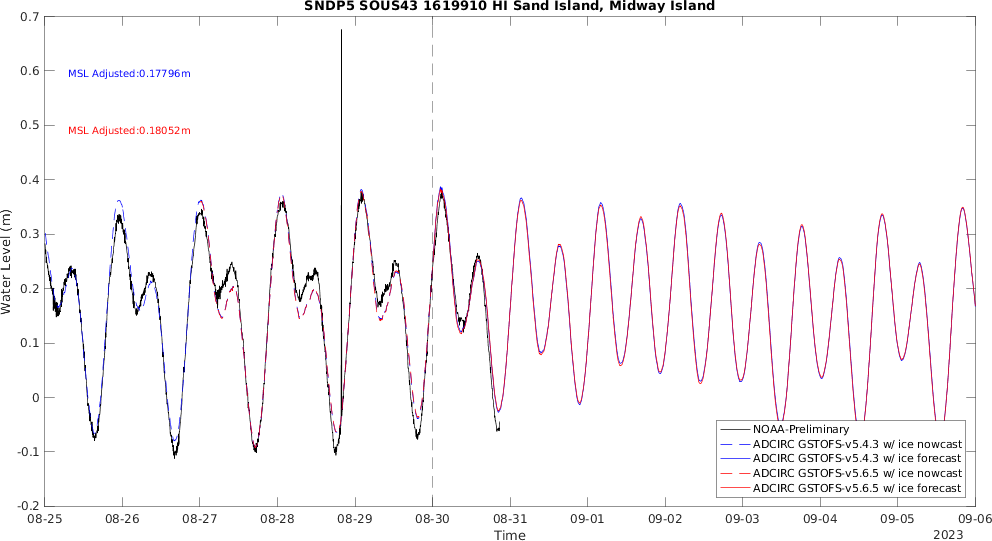 SNDP5 SOUS43 1619910 HI Sand Island, Midway Island
0.7
0.6
0.5
0.4
0.3
0.2
0.1
0
-0.1
-0.2
Water Level (m)
MSL Adjusted:0.17796m
MSL Adjusted:0.18052m
NOAA-Preliminary
ADCIRC GSTOFS-v5.4.3 w/ ice nowcast
ADCIRC GSTOFS-v5.4.3 w/ ice forecast
ADCIRC GSTOFS-v5.6.5 w/ ice nowcast
ADCIRC GSTOFS-v5.6.5 w/ ice forecast
08-25 08-26 08-27 08-28 08-29 08-30 08-31 09-01 09-02 09-03 09-04 09-05 09-06
Time
2023